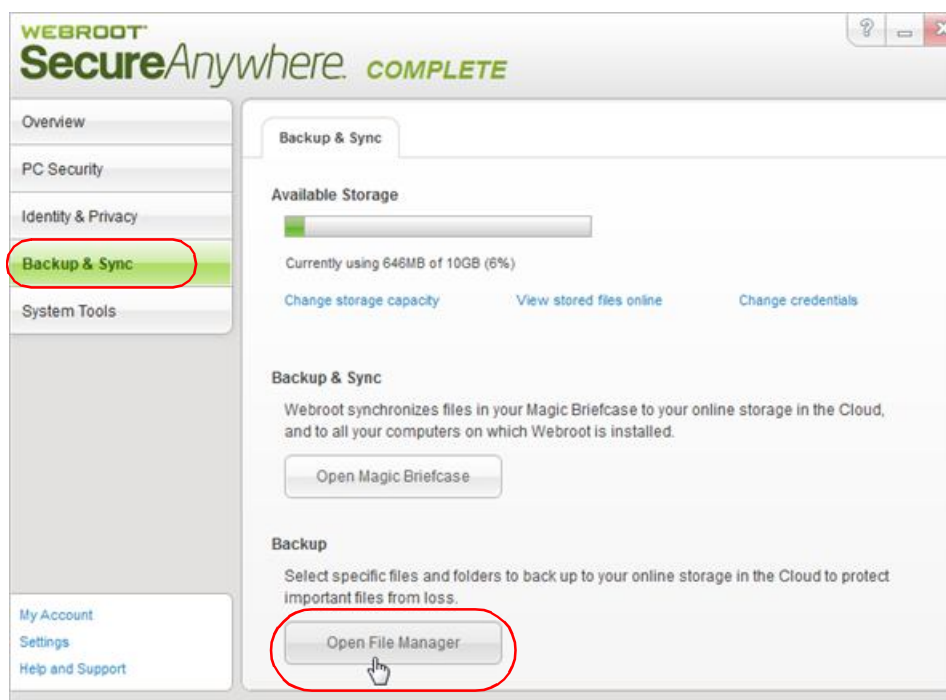 WEBROOT
SecureAnywhere. COMPLETE
?
Overview
PC Security
Identity & Privacy
Backup & Sync
System Tools
Backup & Sync
Available Storage
Currently using 646MB of 10GB (6%)
Change storage capacity View stored files online Change credentials
Backup & Sync
Webroot synchronizes files in your Magic Briefcase to your online storage in the Cloud,
and to all your computers on which Webroot is installed.
Open Magic Briefcase
Backup
Select specific files and folders to back up to your online storage in the Cloud to protect
important files from loss.
Open File Manager
My Account
Settings
Help and Support